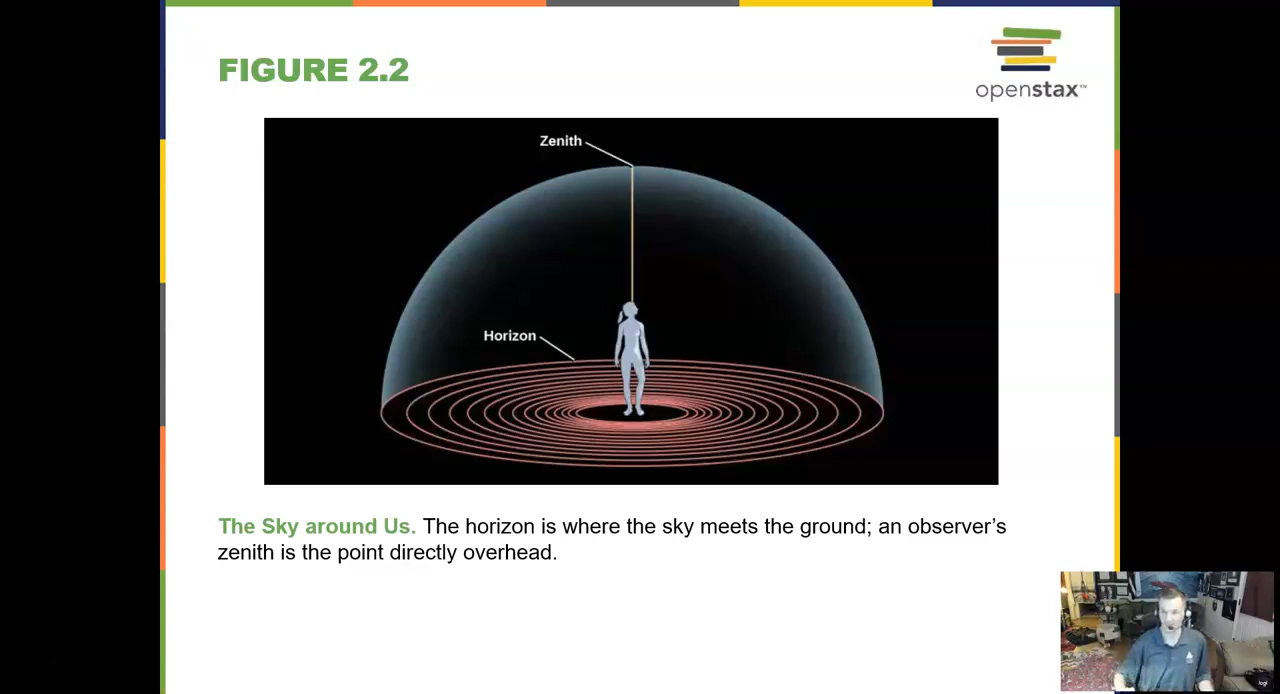 FIGURE 2.2
openstax™
Zenith
Horizon
The Sky around Us. The horizon is where the sky meets the ground; an observer’s
zenith is the point directly overhead.
logi